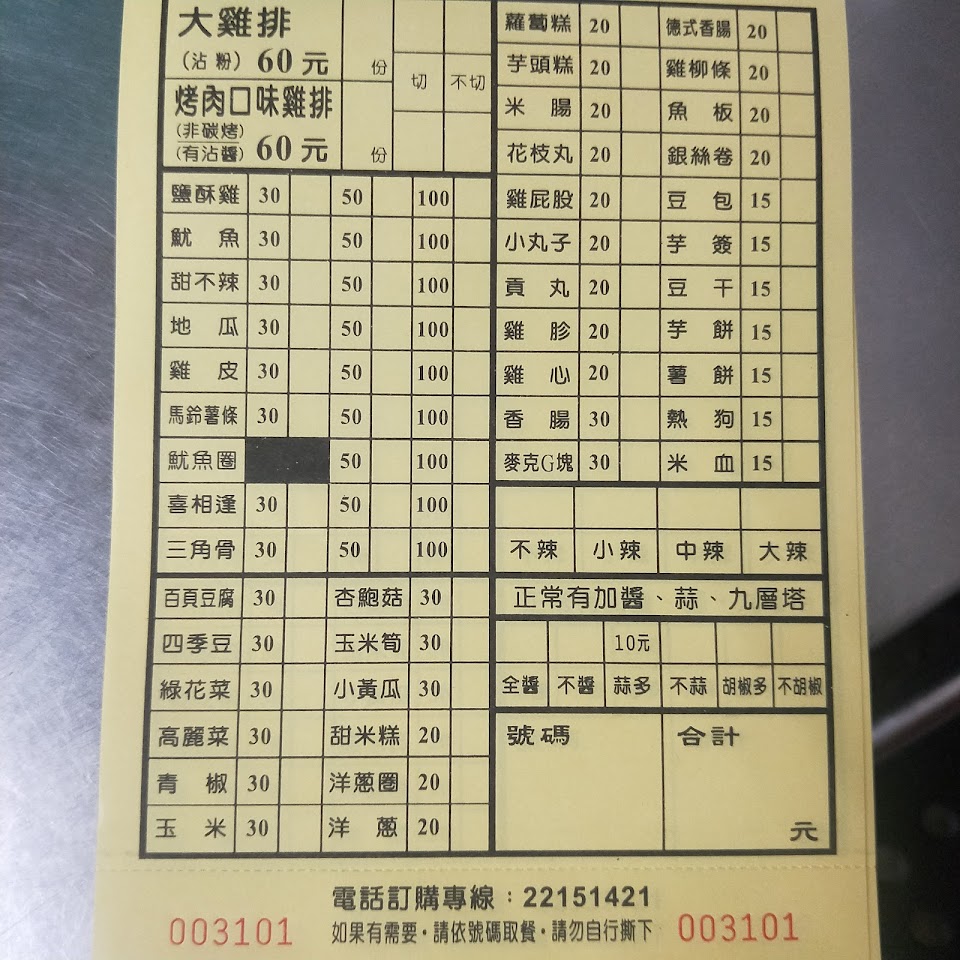 大雞排
(沾粉) 60元 份
切 不切
烤肉口味雞排
(非碳烤)
(有沾醬) 60元 份
鹽酥雞 30 50 100
魷魚 30 50 100
甜不辣 30 50 100
地瓜 30 50 100
雞皮 30 50 100
馬鈴薯條 30 50 100
魷魚圈 50 100
喜相逢 30 50 100
三角骨 30 50 100
百頁豆腐 30 杏鮑菇 30
四季豆 30 玉米筍 30
綠花菜 30 小黃瓜 30
高麗菜 30 甜米糕 20
青椒 30 洋蔥圈 20
玉米 30 洋蔥 20
蘿蔔糕 20 德式香腸 20
芋頭糕 20 雞柳條 20
米腸 20 魚板 20
花枝丸 20 銀絲卷 20
雞屁股 20 豆包 15
小丸子 20 芋簽 15
貢丸 20 豆干 15
雞胗 20 芋餅 15
雞心 20 薯餅 15
香腸 30 熱狗 15
麥克G塊 30 米血 15
不辣 小辣 中辣 大辣
正常有加醬、蒜、九層塔
10元
全醬 不醬 蒜多 不蒜 胡椒多 不胡椒
號碼 合計
元
電話訂購專線：22151421
003101 如果有需要·請依號碼取餐·請勿自行撕下 003101